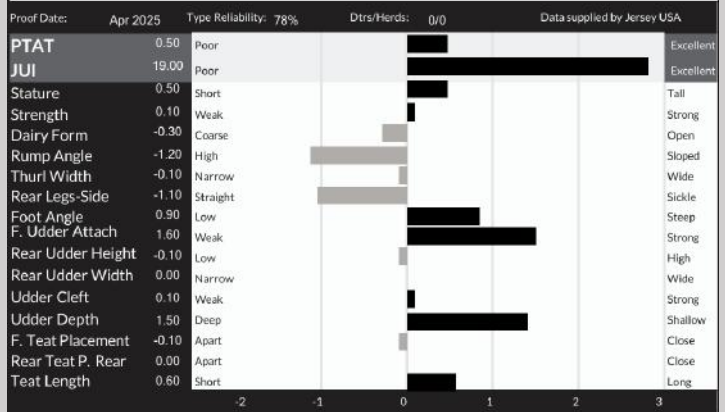 Proof Date: Apr 2025 Type Reliability: 78% Dtrs/Herds: 0/0 Data supplied by Jersey USA
PTAT 0.50 Poor Excellent
JUI 19.00 Poor Excellent
Stature 0.50 Short Tall
Strength 0.10 Weak Strong
Dairy Form -0.30 Coarse Open
Rump Angle -1.20 High Sloped
Thurl Width -0.10 Narrow Wide
Rear Legs-Side -1.10 Straight Sickle
Foot Angle 0.90 Low Steep
F. Udder Attach 1.60 Weak Strong
Rear Udder Height -0.10 Low High
Rear Udder Width 0.00 Narrow Wide
Udder Cleft 0.10 Weak Strong
Udder Depth 1.50 Deep Shallow
F. Teat Placement -0.10 Apart Close
Rear Teat P. Rear 0.00 Apart Close
Teat Length 0.60 Short Long
-2 -1 0 1 2 3